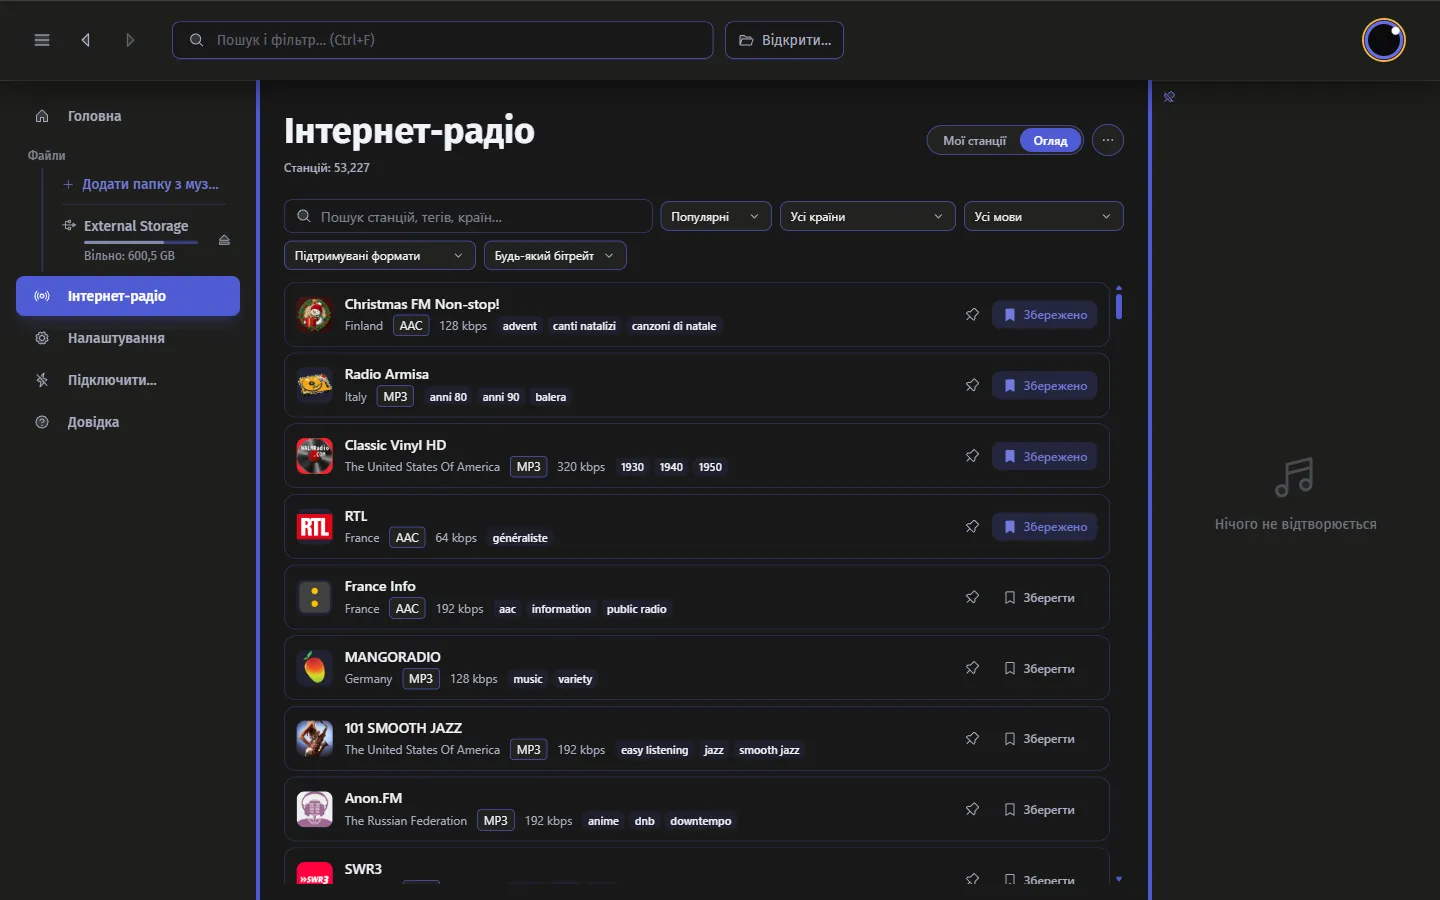 Пошук і фільтр... (Ctrl+F)
Відкрити...
Головна
Файли
Додати папку з муз...
External Storage
Вільно: 600,5 GB
Інтернет-радіо
Налаштування
Підключити...
Довідка
Інтернет-радіо
Станцій: 53,227
Мої станції
Огляд
Пошук станцій, тегів, країн...
Популярні
Усі країни
Усі мови
Підтримувані формати
Будь-який бітрейт
Christmas FM Non-stop!
Finland AAC 128 kbps advent canti natalizi canzoni di natale
Збережено
Radio Armisa
Italy MP3 anni 80 anni 90 balera
Збережено
Classic Vinyl HD
The United States Of America MP3 320 kbps 1930 1940 1950
Збережено
RTL
RTL
France AAC 64 kbps généraliste
Збережено
France Info
France AAC 192 kbps aac information public radio
Зберегти
MANGORADIO
Germany MP3 128 kbps music variety
Зберегти
101 SMOOTH JAZZ
The United States Of America MP3 192 kbps easy listening jazz smooth jazz
Зберегти
Anon.FM
The Russian Federation MP3 192 kbps anime dnb downtempo
Зберегти
SWR3
SWR3
Зберегти
Нічого не відтворюється